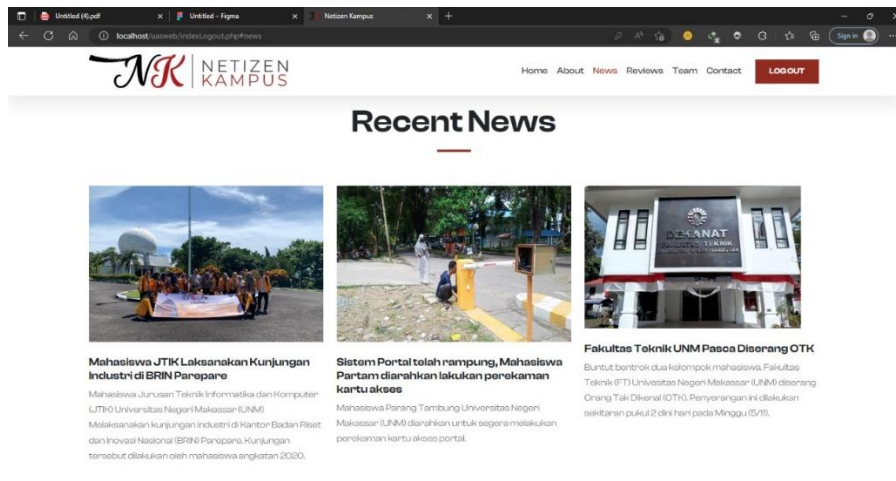 Untitled (4).pdf
Untitled – Figma
Netizen Kampus
localhost/uasweb/indexLogout.php#news
Sign in
NK NETIZEN KAMPUS
Home About News Reviews Team Contact LOG OUT
Recent News
DEKANAT
FAKULTAS TEKNIK
Mahasiswa JTIK Laksanakan Kunjungan
Industri di BRIN Parepare
Mahasiswa Jurusan Teknik Informatika dan Komputer
(JTIK) Universitas Negeri Makassar (UNM)
Melaksanakan kunjungan industri di Kantor Badan Riset
dan Inovasi Nasional (BRIN) Parepare. Kunjungan
tersebut dilakukan oleh mahasiswa angkatan 2020.
Sistem Portal telah rampung, Mahasiswa
Partam diarahkan lakukan perekaman
kartu akses
Mahasiswa Parang Tambung Universitas Negeri
Makassar (UNM) diarahkan untuk segera melakukan
perekaman kartu akses portal.
Fakultas Teknik UNM Pasca Diserang OTK
Buntut bentrok dua kelompok mahasiswa, Fakultas
Teknik (FT) Univesitas Negeri Makassar (UNM) diserang
Orang Tak Dikenal (OTK). Penyerangan ini dilakukan
sekitaran pukul 2 dini hari pada Minggu (5/11).